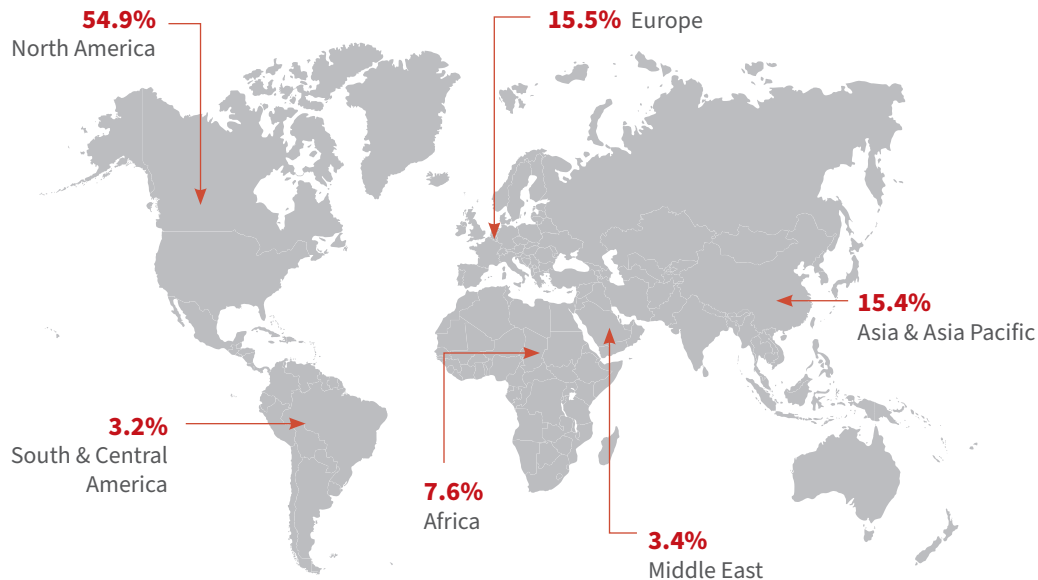 54.9%
North America
15.5% Europe
15.4%
Asia & Asia Pacific
3.2%
South & Central
America
7.6%
Africa
3.4%
Middle East